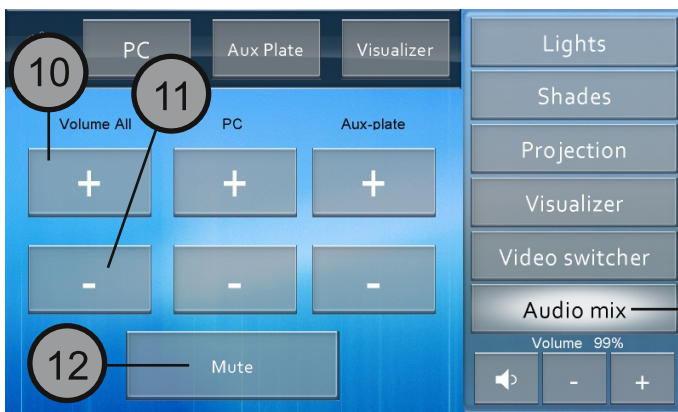 PC
Aux Plate
Visualizer
10
11
Volume All
PC
Aux-plate
+
+
+
-
-
-
12
Mute
Lights
Shades
Projection
Visualizer
Video switcher
Audio mix
Volume 99%
-
+